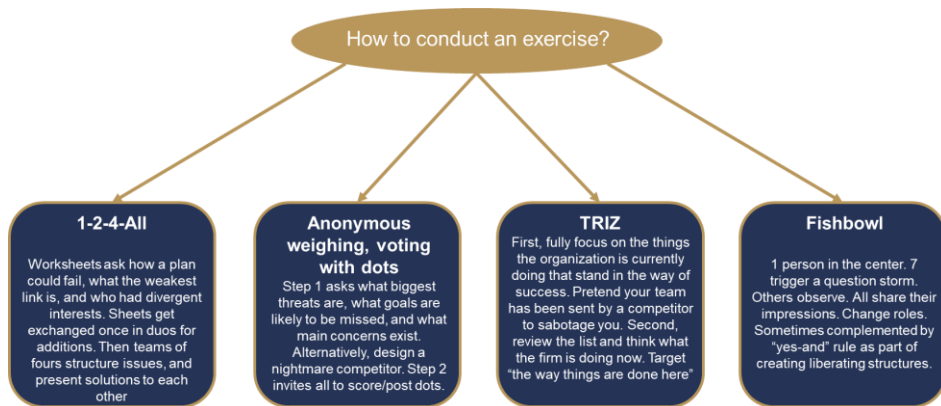 How to conduct an exercise?
1-2-4-All
Worksheets ask how a plan
could fail, what the weakest
link is, and who had divergent
interests. Sheets get
exchanged once in duos for
additions. Then teams of
fours structure issues, and
present solutions to each
other
Anonymous
weighing, voting
with dots
Step 1 asks what biggest
threats are, what goals are
likely to be missed, and what
main concerns exist.
Alternatively, design a
nightmare competitor. Step 2
invites all to score/post dots.
TRIZ
First, fully focus on the things
the organization is currently
doing that stand in the way of
success. Pretend your team
has been sent by a competitor
to sabotage you. Second,
review the list and think what
the firm is doing now. Target
“the way things are done here”
Fishbowl
1 person in the center. 7
trigger a question storm.
Others observe. All share their
impressions. Change roles.
Sometimes complemented by
“yes-and” rule as part of
creating liberating structures.